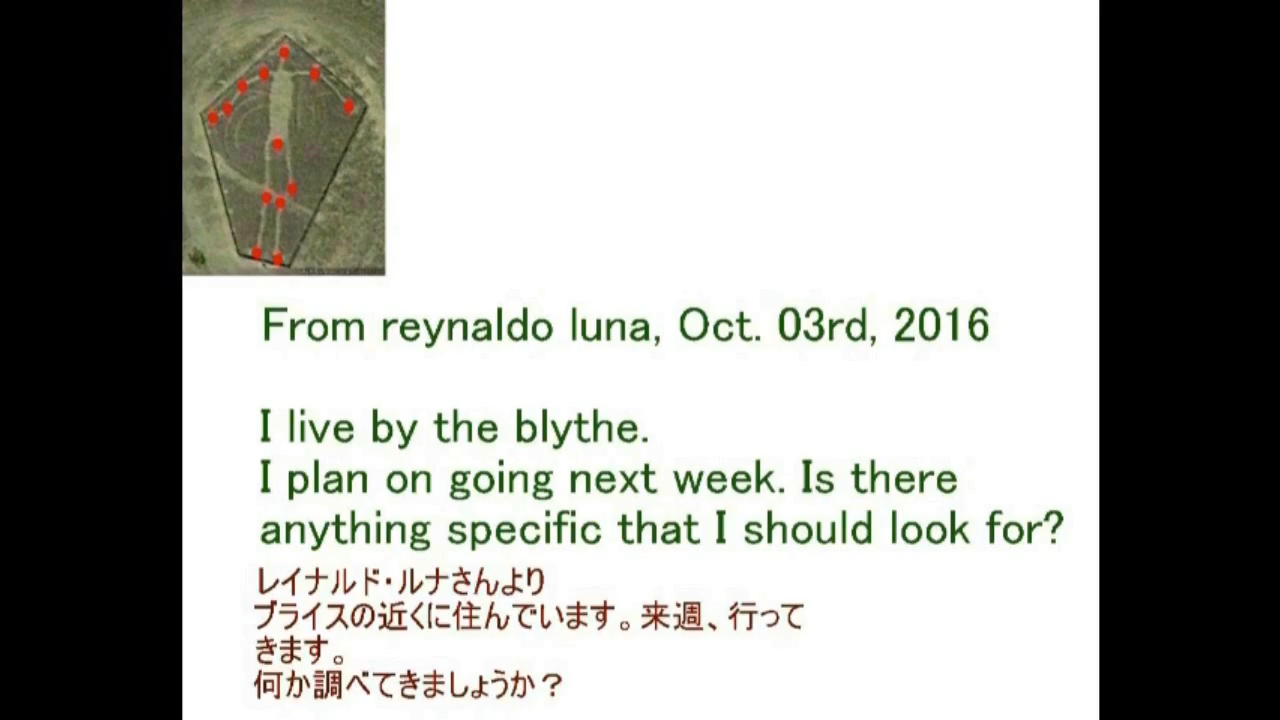 From reynaldo luna, Oct. 03rd, 2016
I live by the blythe.
I plan on going next week. Is there
anything specific that I should look for?
レイナルド・ルナさんより
ブライスの近くに住んでいます。来週、行って
きます。
何か調べてきましょうか？